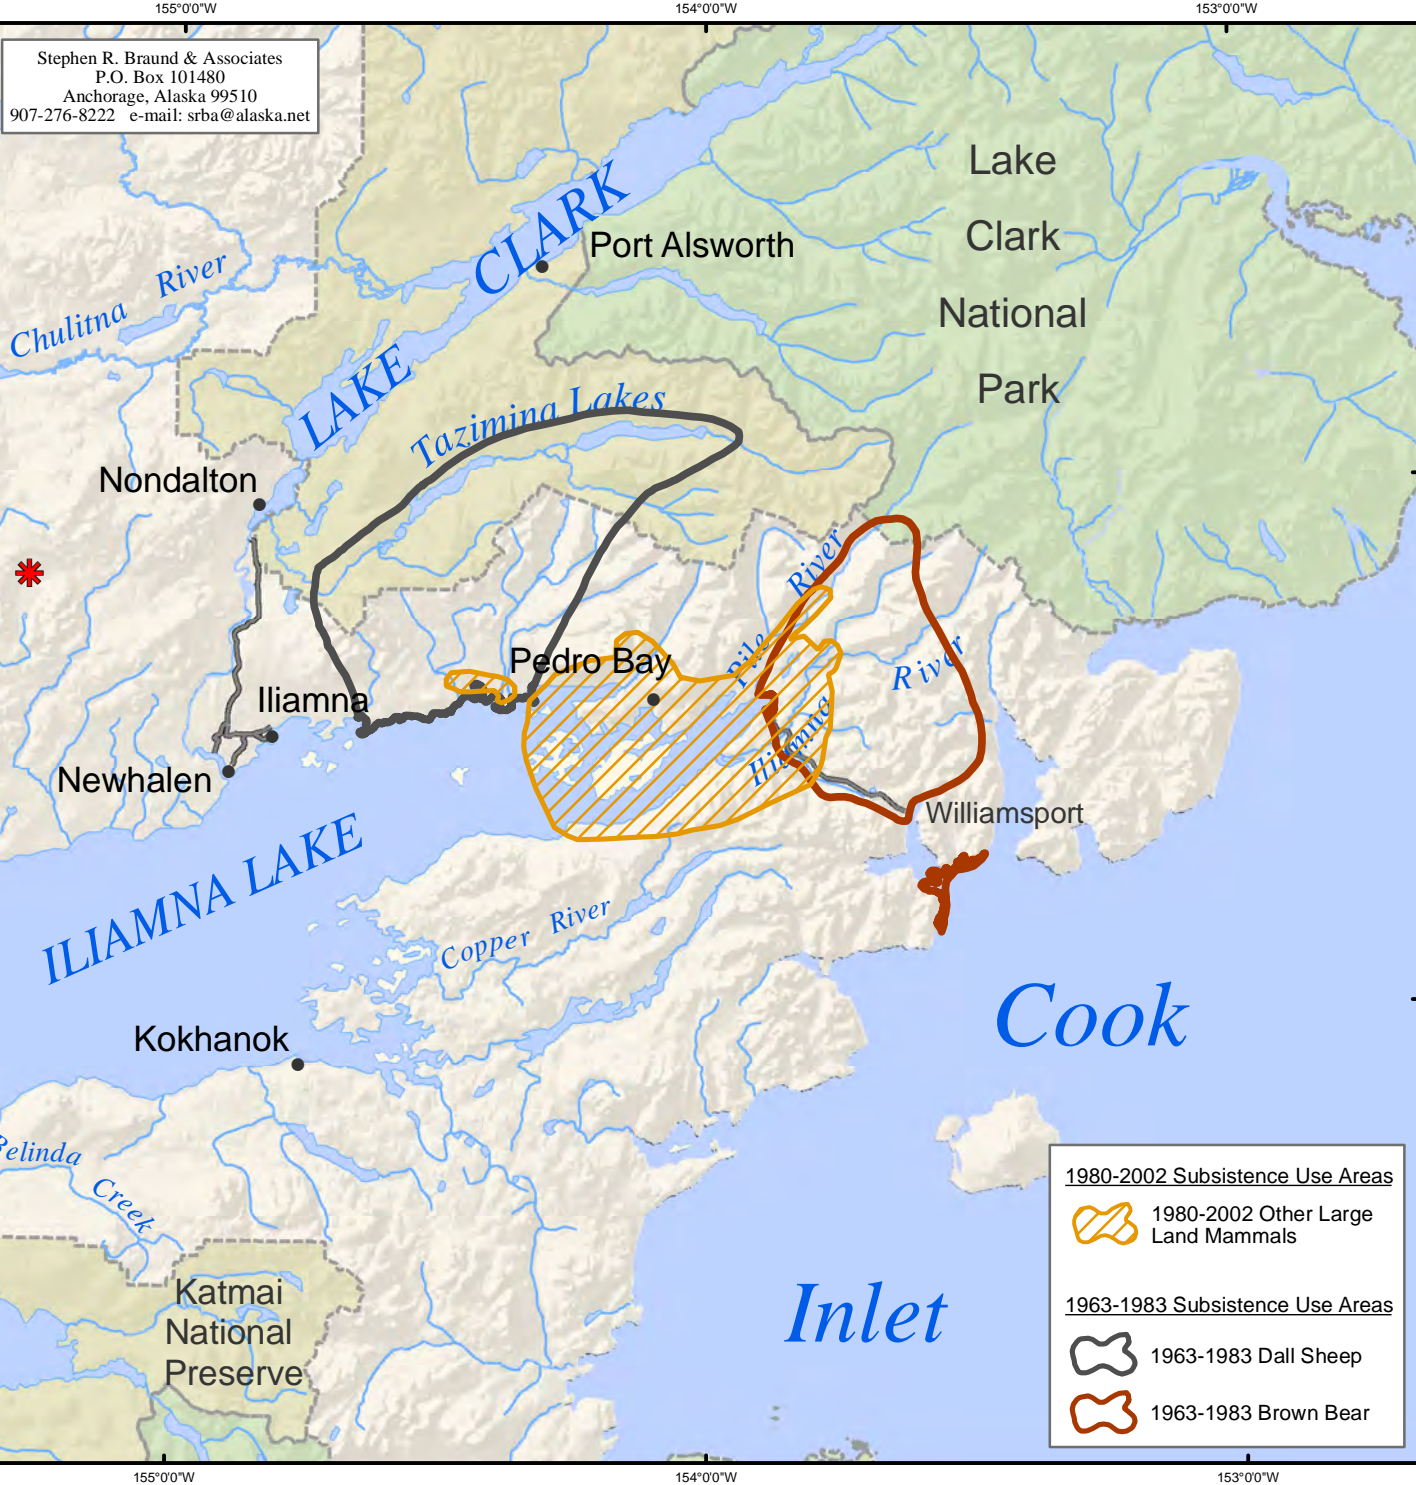 155°0'0"W
154°0'0"W
153°0'0"W
Stephen R. Braund & Associates
P.O. Box 101480
Anchorage, Alaska 99510
907-276-8222 e-mail: srba@alaska.net
Lake
Clark
National
Park
LAKE CLARK
Port Alsworth
Chulitna River
Tazimina Lakes
Nondalton
Pile River
Pedro Bay
Iliamna River
Iliamna
Newhalen
Williamsport
ILIAMNA LAKE
Copper River
Cook
Inlet
Kokhanok
Belinda
Creek
Katmai
National
Preserve
1980-2002 Subsistence Use Areas
1980-2002 Other Large
Land Mammals
1963-1983 Subsistence Use Areas
1963-1983 Dall Sheep
1963-1983 Brown Bear
155°0'0"W
154°0'0"W
153°0'0"W